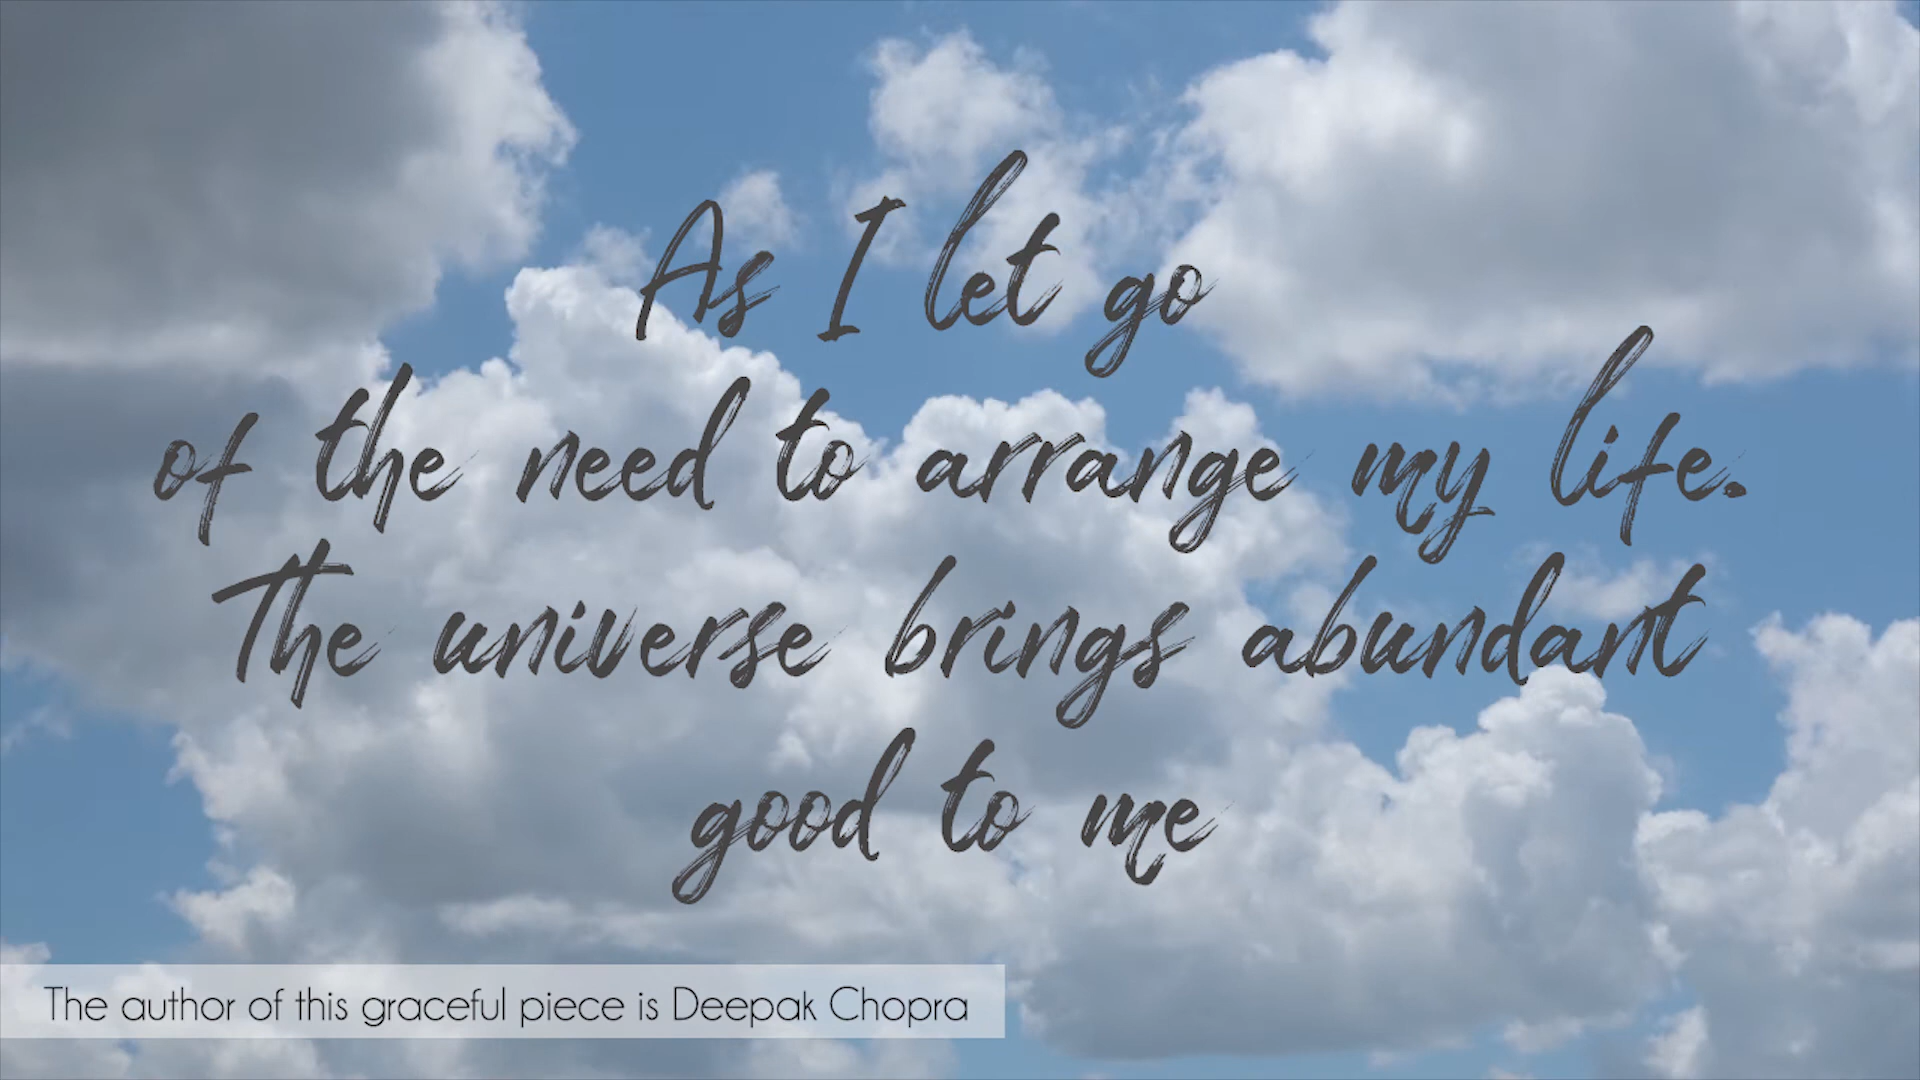 As I let go
of the need to arrange my life.
The universe brings abundant
good to me
The author of this graceful piece is Deepak Chopra